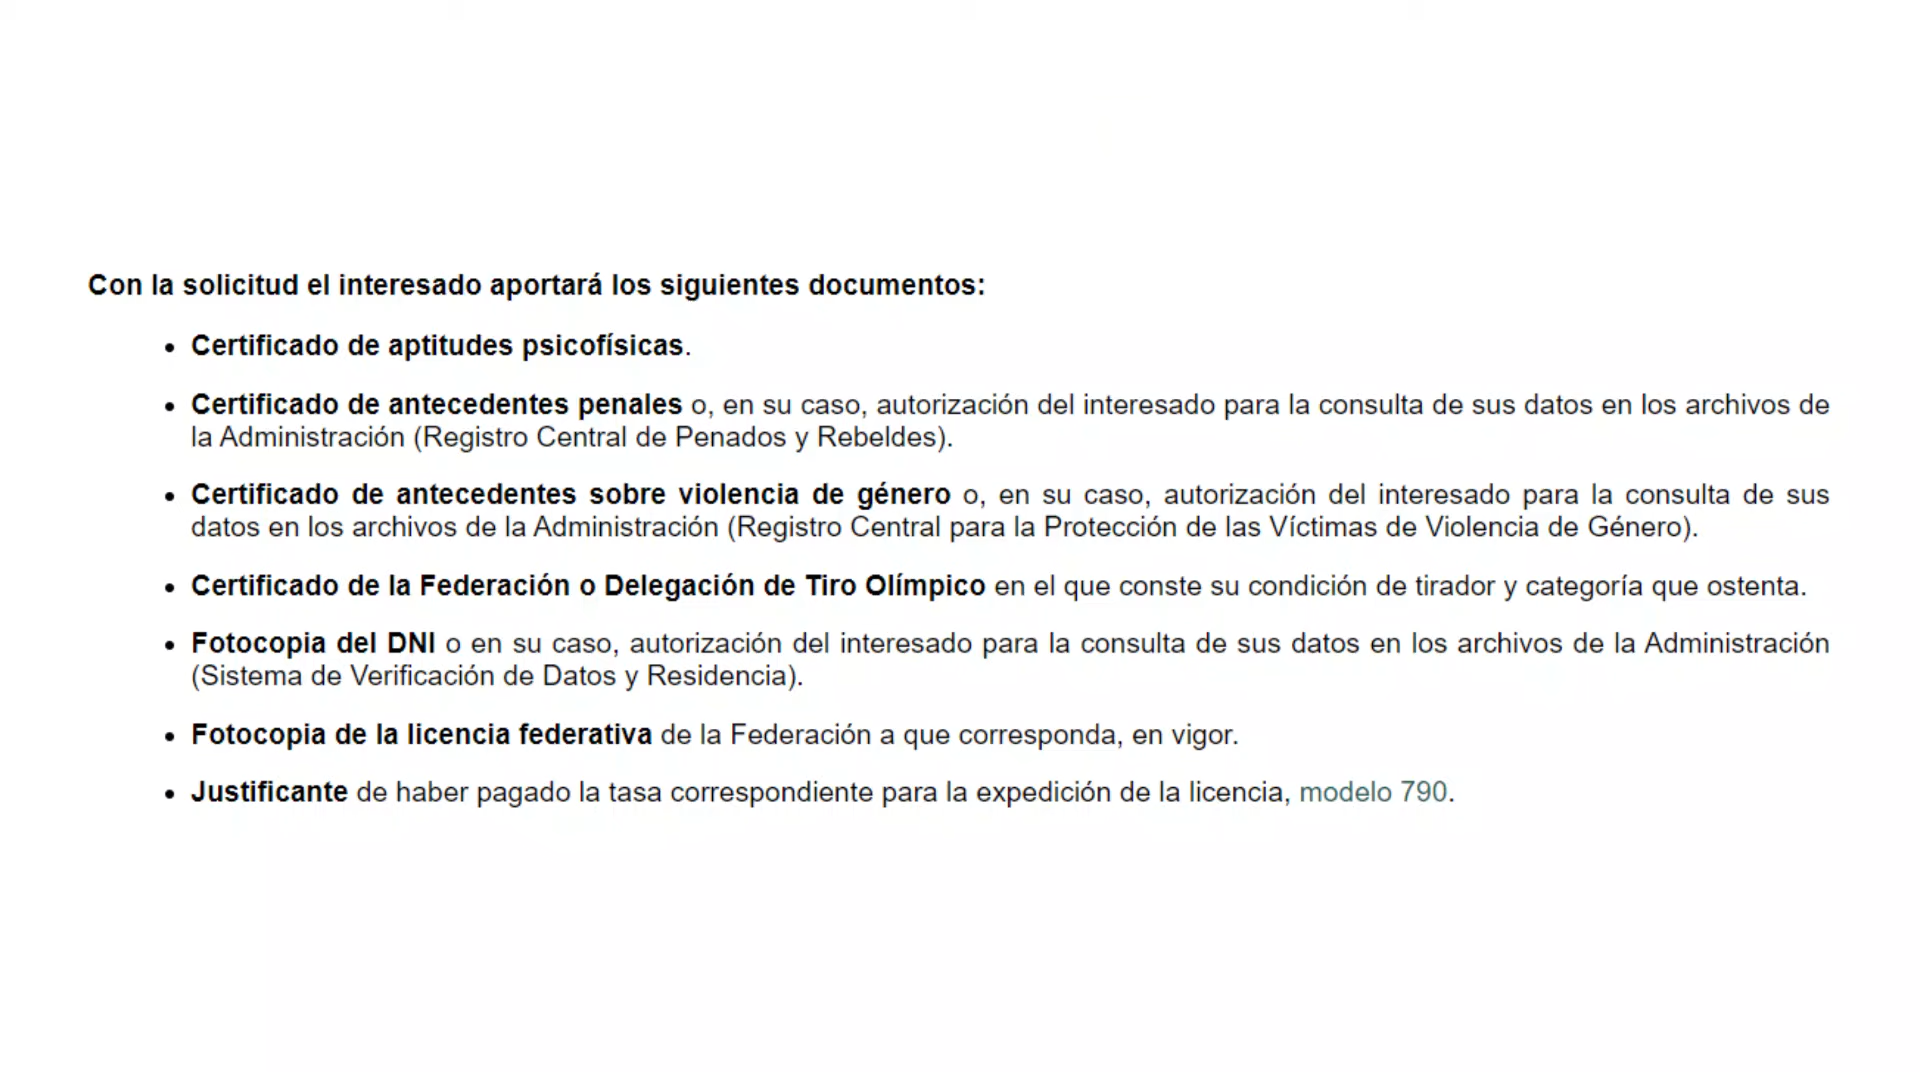 Con la solicitud el interesado aportará los siguientes documentos:
• Certificado de aptitudes psicofísicas.
• Certificado de antecedentes penales o, en su caso, autorización del interesado para la consulta de sus datos en los archivos de
la Administración (Registro Central de Penados y Rebeldes).
• Certificado de antecedentes sobre violencia de género o, en su caso, autorización del interesado para la consulta de sus
datos en los archivos de la Administración (Registro Central para la Protección de las Víctimas de Violencia de Género).
• Certificado de la Federación o Delegación de Tiro Olímpico en el que conste su condición de tirador y categoría que ostenta.
• Fotocopia del DNI o en su caso, autorización del interesado para la consulta de sus datos en los archivos de la Administración
(Sistema de Verificación de Datos y Residencia).
• Fotocopia de la licencia federativa de la Federación a que corresponda, en vigor.
• Justificante de haber pagado la tasa correspondiente para la expedición de la licencia, modelo 790.